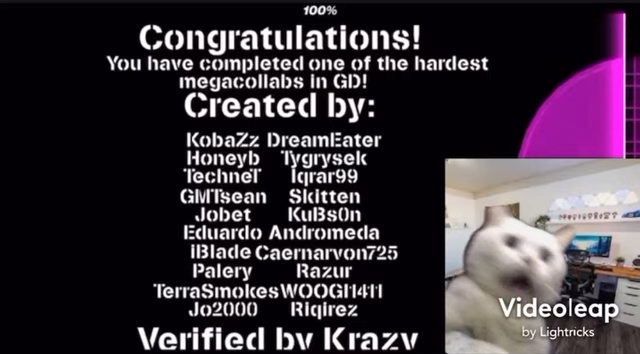 100%
Congratulations!
You have completed one of the hardest
megacollabs in GD!
Created by:
KobaZz DreamEater
Honeyb Tygrysek
TechneT Iqrar99
GMTsean Skitten
Jobet KuBs0n
Eduardo Andromeda
iBlade Caernarvon725
Palery Razur
TerraSmokes WOOGI1411
Jo2000 Riqirez
Verified by Krazy
Videoleap
by Lightricks